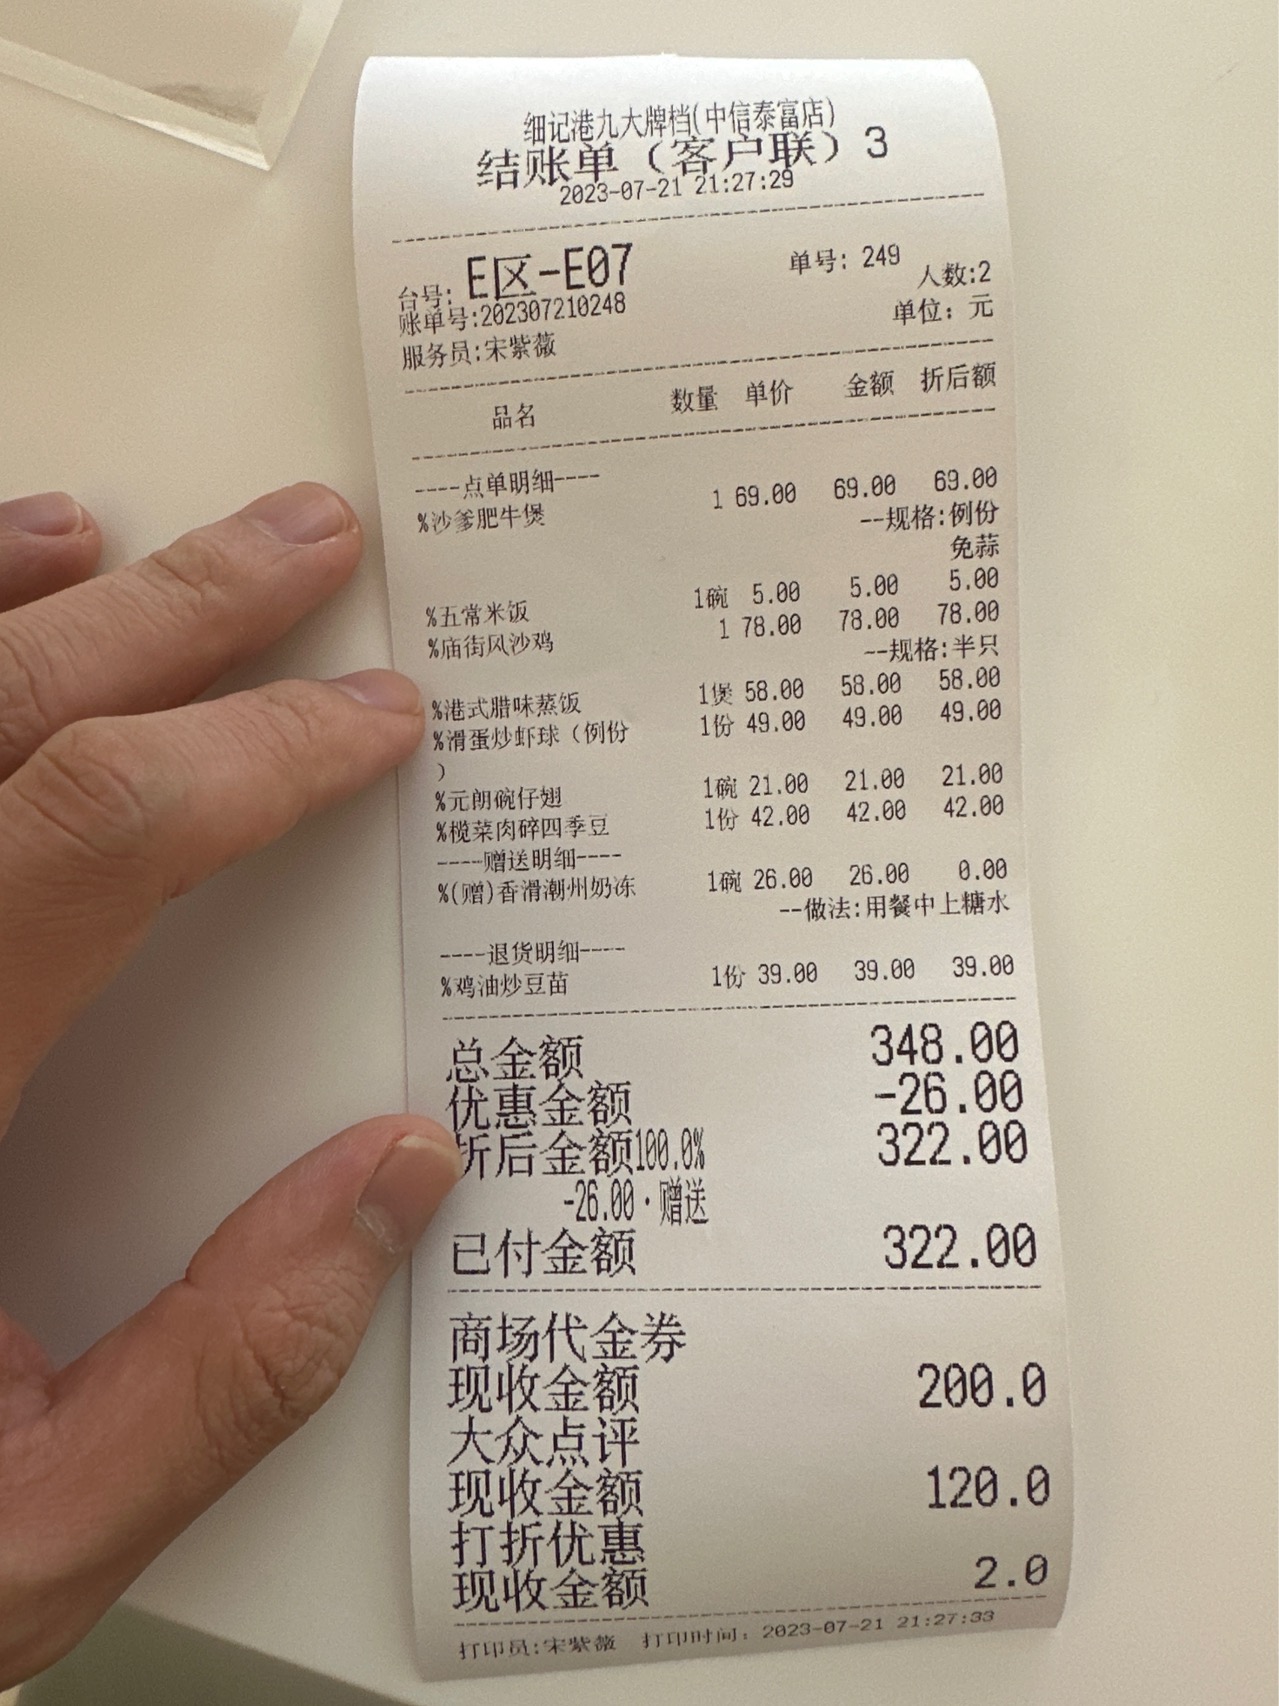 细记港九大牌档(中信泰富店)
结账单（客户联）3
2023-07-21 21:27:29
台号: E区-E07 单号: 249
人数:2
账单号:202307210248 单位: 元
服务员:宋紫薇
品名 数量 单价 金额 折后额
----点单明细----
%沙爹肥牛煲 1 69.00 69.00 69.00
--规格:例份
免蒜
%五常米饭 1碗 5.00 5.00 5.00
%庙街风沙鸡 1 78.00 78.00 78.00
--规格:半只
%港式腊味蒸饭 1煲 58.00 58.00 58.00
%滑蛋炒虾球（例份 1份 49.00 49.00 49.00
）
%元朗碗仔翅 1碗 21.00 21.00 21.00
%榄菜肉碎四季豆 1份 42.00 42.00 42.00
----赠送明细----
%(赠)香滑潮州奶冻 1碗 26.00 26.00 0.00
--做法:用餐中上糖水
----退货明细----
%鸡油炒豆苗 1份 39.00 39.00 39.00
总金额 348.00
优惠金额 -26.00
折后金额100.0% 322.00
-26.00·赠送
已付金额 322.00
商场代金券
现收金额 200.0
大众点评
现收金额 120.0
打折优惠
现收金额 2.0
打印员:宋紫薇 打印时间: 2023-07-21 21:27:33